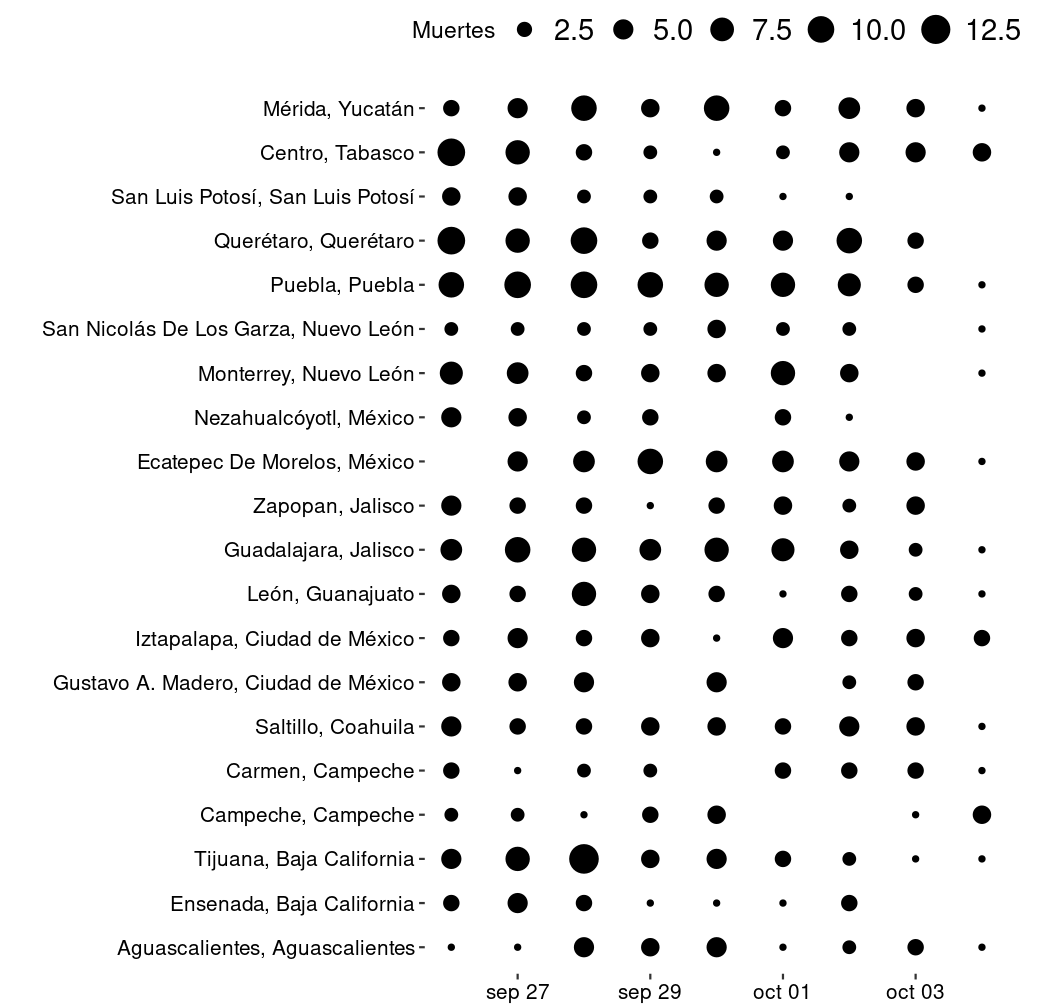 Muertes 2.5 5.0 7.5 10.0 12.5
Mérida, Yucatán
Centro, Tabasco
San Luis Potosí, San Luis Potosí
Querétaro, Querétaro
Puebla, Puebla
San Nicolás De Los Garza, Nuevo León
Monterrey, Nuevo León
Nezahualcóyotl, México
Ecatepec De Morelos, México
Zapopan, Jalisco
Guadalajara, Jalisco
León, Guanajuato
Iztapalapa, Ciudad de México
Gustavo A. Madero, Ciudad de México
Saltillo, Coahuila
Carmen, Campeche
Campeche, Campeche
Tijuana, Baja California
Ensenada, Baja California
Aguascalientes, Aguascalientes
sep 27 sep 29 oct 01 oct 03